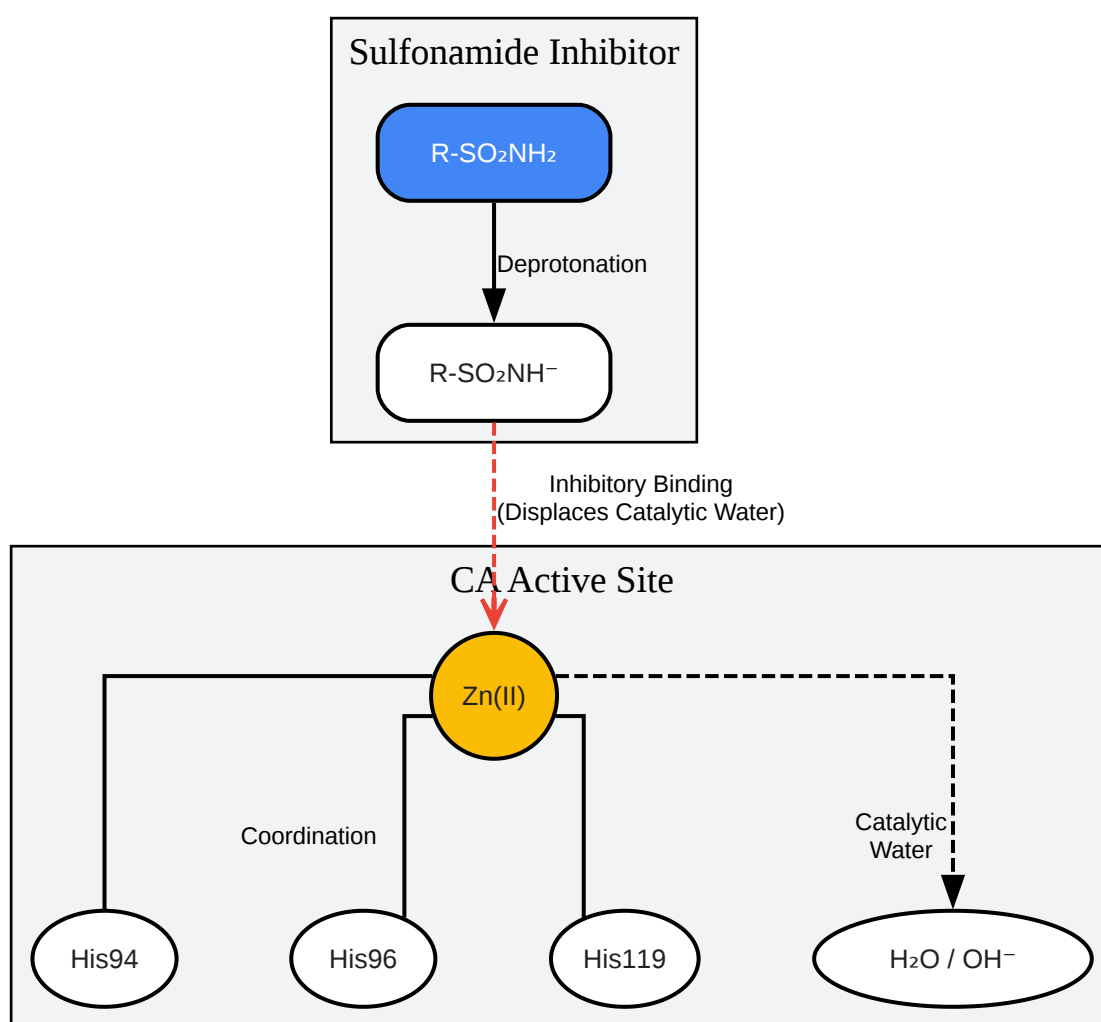 Sulfonamide Inhibitor
R-SO₂NH₂
Deprotonation
R-SO₂NH⁻
Inhibitory Binding
(Displaces Catalytic Water)
CA Active Site
Zn(II)
Coordination
Catalytic
Water
His94
His96
His119
H₂O / OH⁻